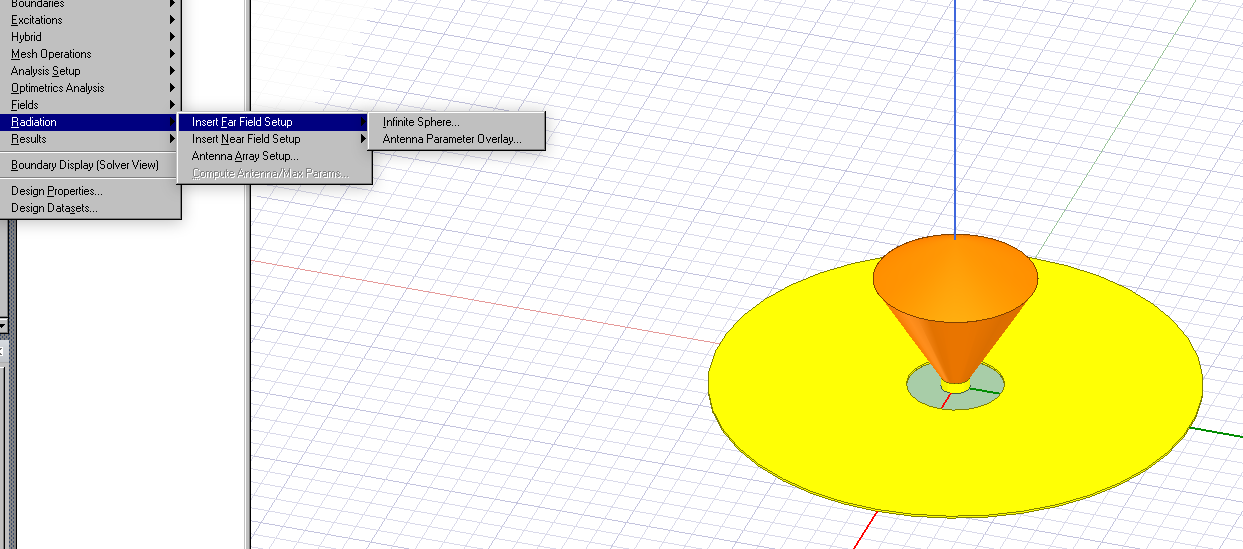 Boundaries
Excitations
Hybrid
Mesh Operations
Analysis Setup
Optimetrics Analysis
Fields
Radiation
Results
Boundary Display (Solver View)
Design Properties...
Design Datasets...
Insert Far Field Setup
Insert Near Field Setup
Antenna Array Setup...
Compute Antenna/Max Params...
Infinite Sphere...
Antenna Parameter Overlay...